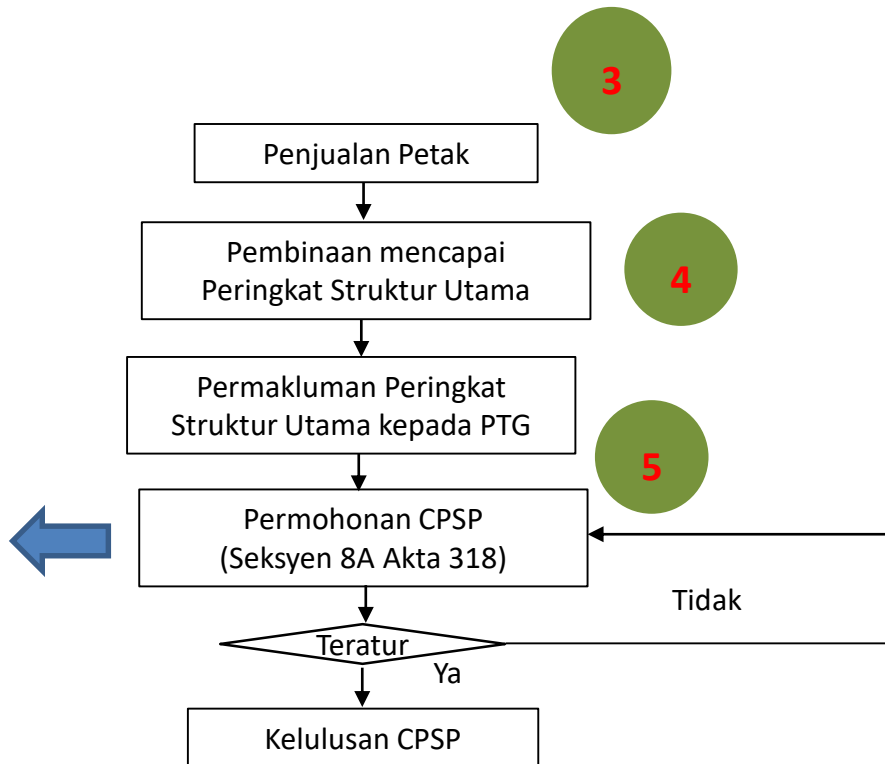 3
Penjualan Petak
Pembinaan mencapai
Peringkat Struktur Utama
4
Permakluman Peringkat
Struktur Utama kepada PTG
5
Permohonan CPSP
(Seksyen 8A Akta 318)
Tidak
Teratur
Ya
Kelulusan CPSP